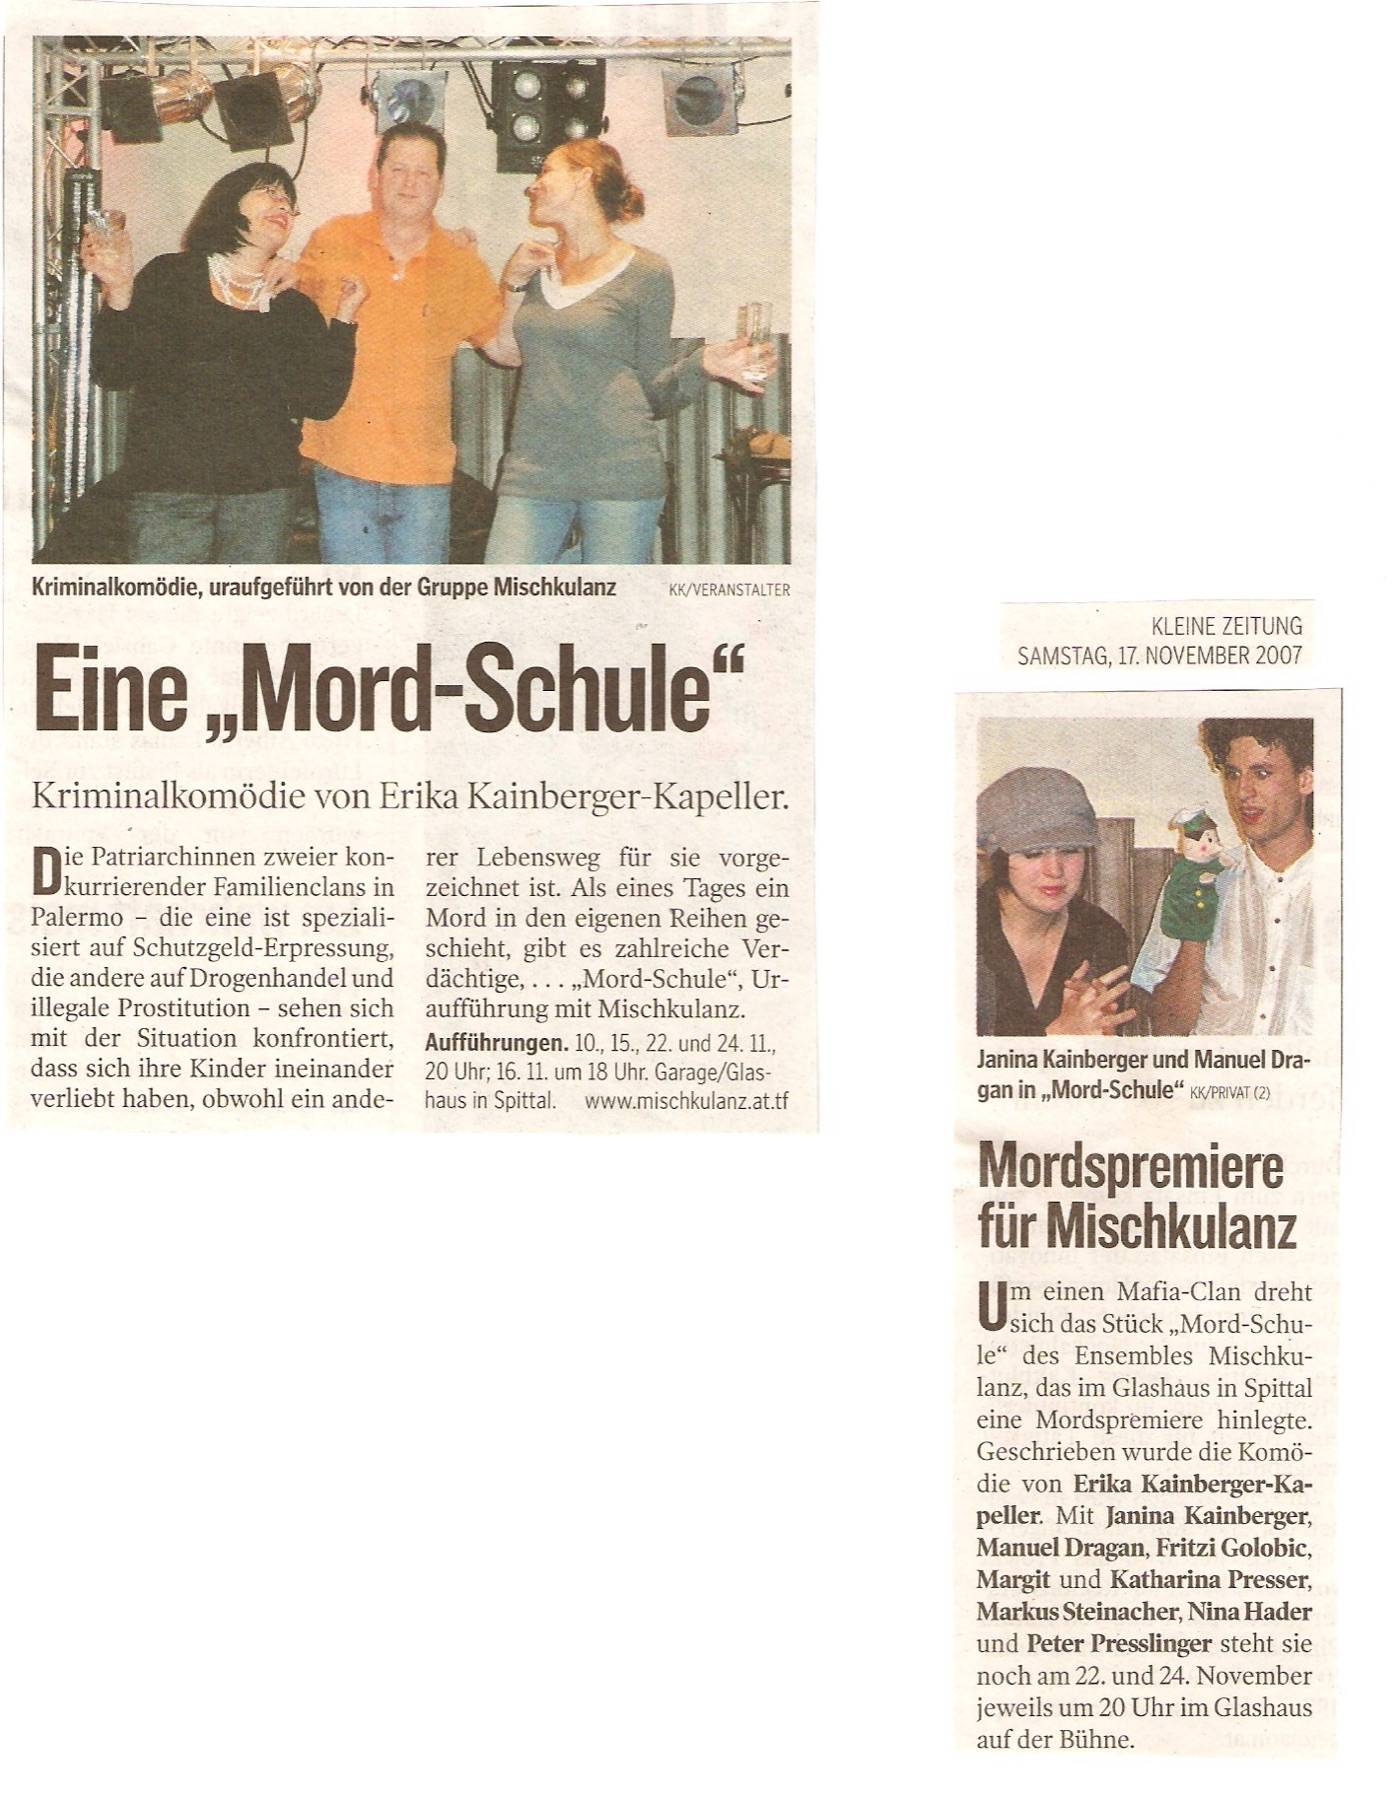 Kriminalkomödie, uraufgeführt von der Gruppe Mischkulanz KK/VERANSTALTER
Eine „Mord-Schule“
Kriminalkomödie von Erika Kainberger-Kapeller.
Die Patriarchinnen zweier kon-
kurrierender Familienclans in
Palermo – die eine ist speziali-
siert auf Schutzgeld-Erpressung,
die andere auf Drogenhandel und
illegale Prostitution – sehen sich
mit der Situation konfrontiert,
dass sich ihre Kinder ineinander
verliebt haben, obwohl ein ande-
rer Lebensweg für sie vorge-
zeichnet ist. Als eines Tages ein
Mord in den eigenen Reihen ge-
schieht, gibt es zahlreiche Ver-
dächtige, . . . „Mord-Schule“, Ur-
aufführung mit Mischkulanz.
Aufführungen. 10., 15., 22. und 24. 11.,
20 Uhr; 16. 11. um 18 Uhr. Garage/Glas-
haus in Spittal. www.mischkulanz.at.tf
KLEINE ZEITUNG
SAMSTAG, 17. NOVEMBER 2007
Janina Kainberger und Manuel Dra-
gan in „Mord-Schule“ KK/PRIVAT (2)
Mordspremiere
für Mischkulanz
Um einen Mafia-Clan dreht
sich das Stück „Mord-Schu-
le“ des Ensembles Mischku-
lanz, das im Glashaus in Spittal
eine Mordspremiere hinlegte.
Geschrieben wurde die Komö-
die von Erika Kainberger-Ka-
peller. Mit Janina Kainberger,
Manuel Dragan, Fritzi Golobic,
Margit und Katharina Presser,
Markus Steinacher, Nina Hader
und Peter Presslinger steht sie
noch am 22. und 24. November
jeweils um 20 Uhr im Glashaus
auf der Bühne.